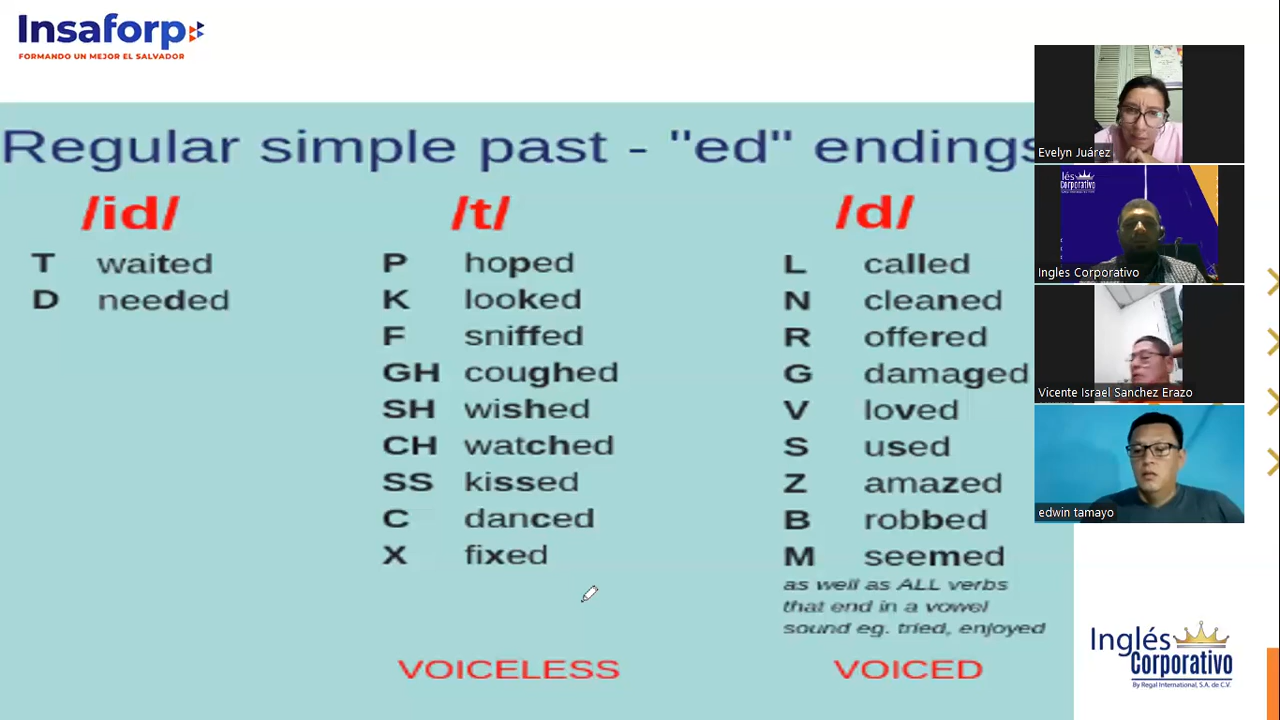 Insaforp
FORMANDO UN MEJOR EL SALVADOR
Regular simple past - "ed" endings
/id/ /t/ /d/
T waited P hoped L called
D needed K looked N cleaned
F sniffed R offered
GH coughed G damaged
SH wished V loved
CH watched S used
SS kissed Z amazed
C danced B robbed
X fixed M seemed
as well as ALL verbs
that end in a vowel
sound eg. tried, enjoyed
VOICELESS VOICED
Evelyn Juárez
Inglés
Corporativo
Ingles Corporativo
Vicente Israel Sanchez Erazo
edwin tamayo
Inglés
Corporativo
By Regal International, S.A. de C.V.